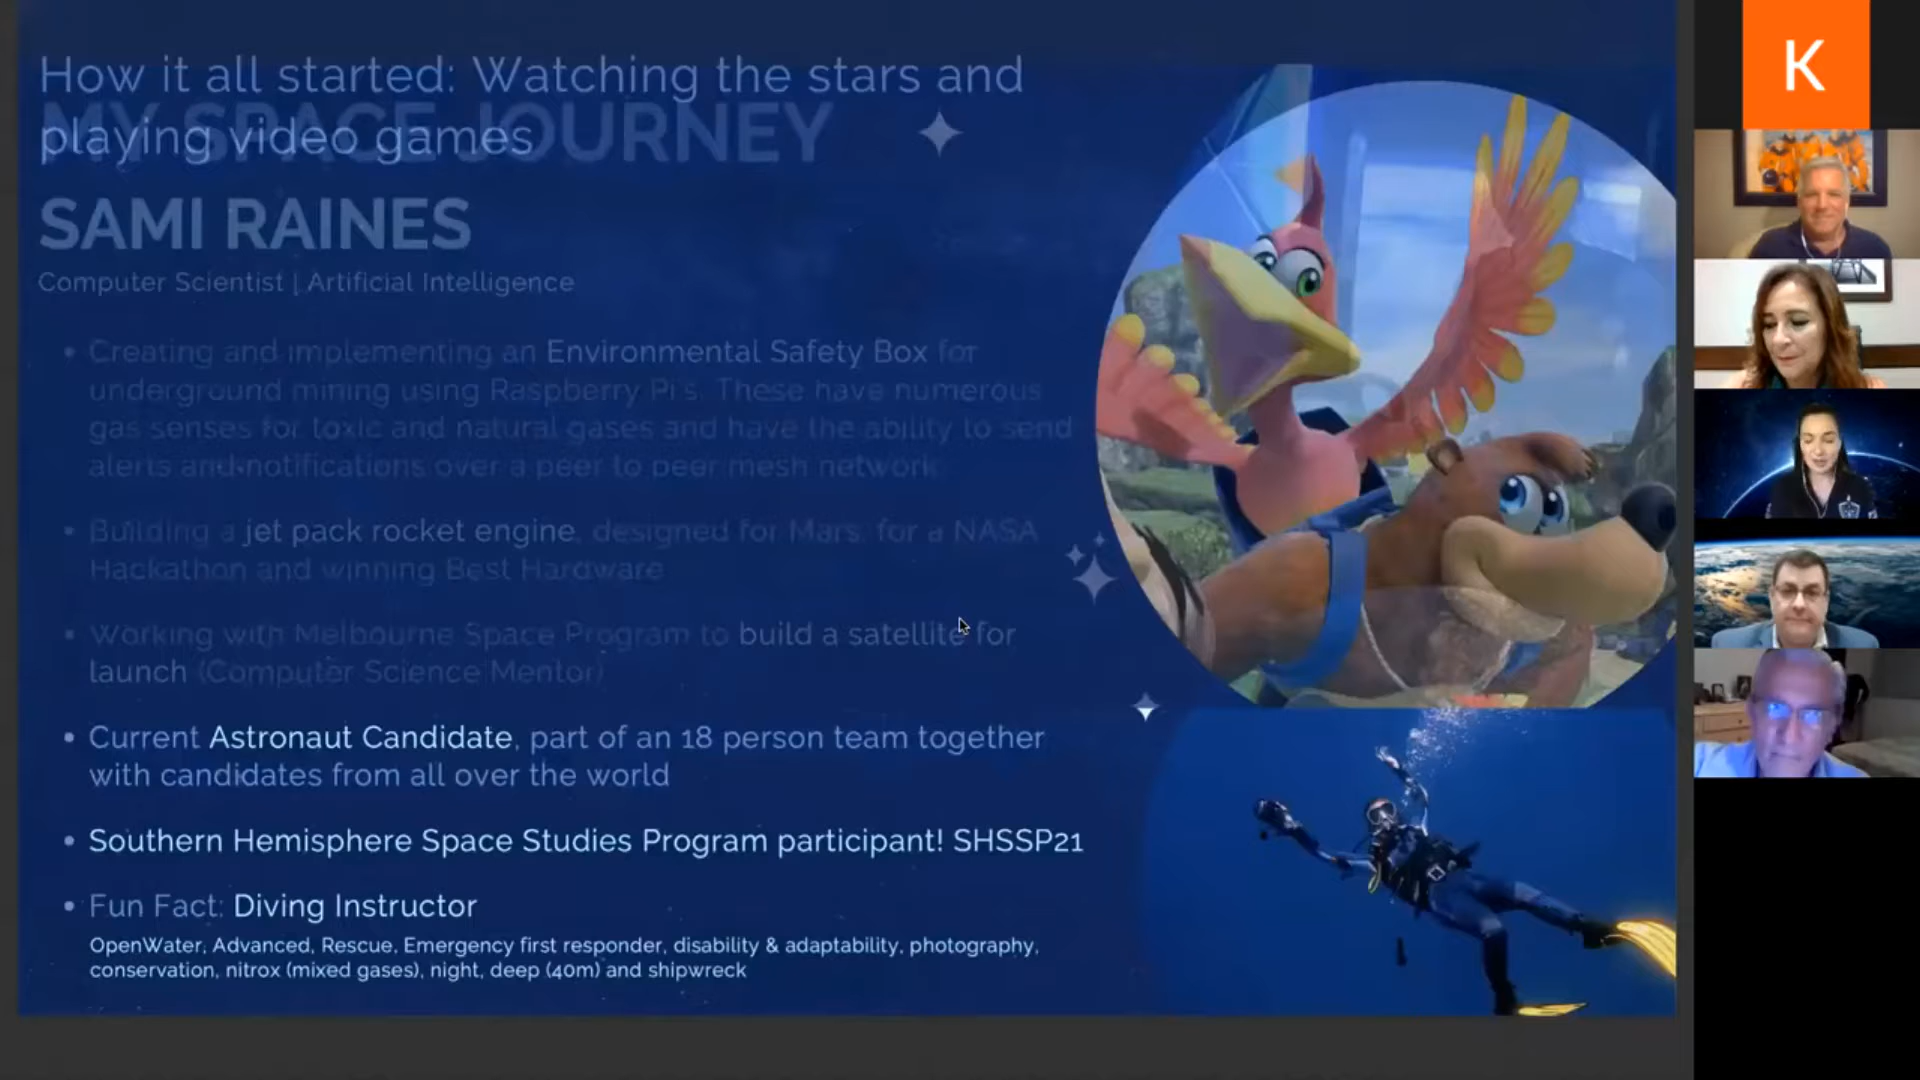 How it all started: Watching the stars and
playing video games
MY SPACE JOURNEY
SAMI RAINES
Computer Scientist | Artificial Intelligence
Creating and implementing an Environmental Safety Box for
underground mining using Raspberry Pi's. These have numerous
gas senses for toxic and natural gases and have the ability to send
alerts and notifications over a peer to peer mesh network
Building a jet pack rocket engine, designed for Mars, for a NASA
Hackathon and winning Best Hardware
Working with Melbourne Space Program to build a satellite for
launch (Computer Science Mentor)
Current Astronaut Candidate, part of an 18 person team together
with candidates from all over the world
Southern Hemisphere Space Studies Program participant! SHSSP21
Fun Fact: Diving Instructor
OpenWater, Advanced, Rescue, Emergency first responder, disability & adaptability, photography,
conservation, nitrox (mixed gases), night, deep (40m) and shipwreck
K